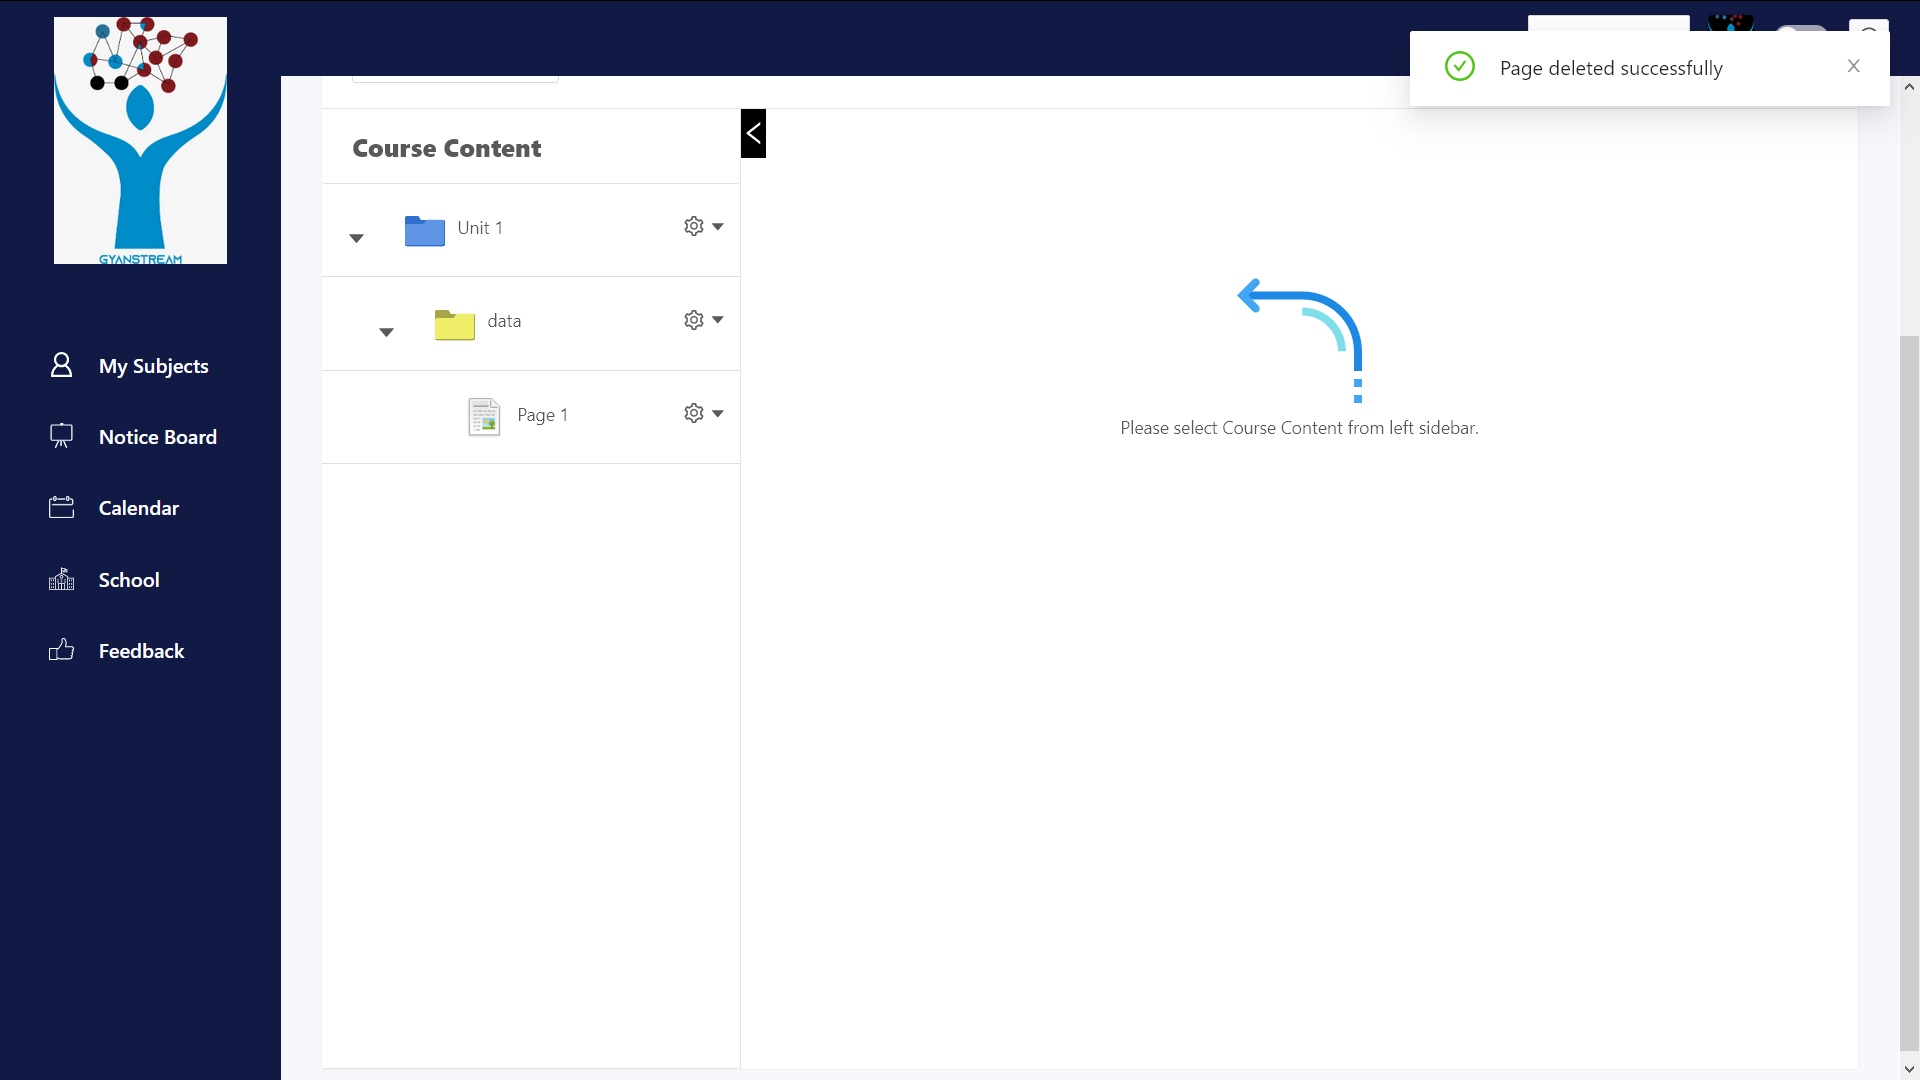 GYANSTREAM
Page deleted successfully
Course Content
Unit 1
data
Page 1
My Subjects
Notice Board
Calendar
School
Feedback
Please select Course Content from left sidebar.